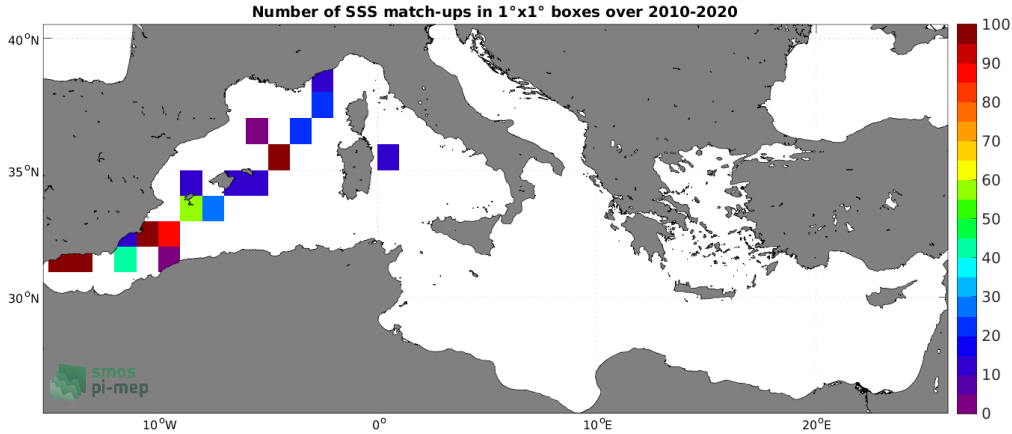 Number of SSS match-ups in 1°x1° boxes over 2010-2020
40°N
35°N
30°N
10°W
0°
10°E
20°E
100
90
80
70
60
50
40
30
20
10
0
smos
pi-mep